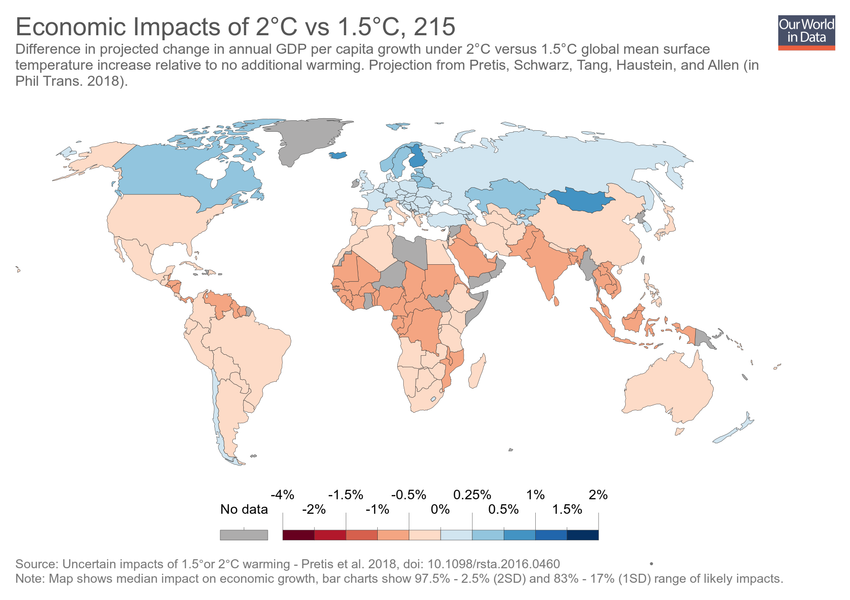 Economic Impacts of 2°C vs 1.5°C, 215
Our World
in Data
Difference in projected change in annual GDP per capita growth under 2°C versus 1.5°C global mean surface
temperature increase relative to no additional warming. Projection from Pretis, Schwarz, Tang, Haustein, and Allen (in
Phil Trans. 2018).
-4% -1.5% -0.5% 0.25% 1% 2%
No data -2% -1% 0% 0.5% 1.5%
Source: Uncertain impacts of 1.5°or 2°C warming - Pretis et al. 2018, doi: 10.1098/rsta.2016.0460
Note: Map shows median impact on economic growth, bar charts show 97.5% - 2.5% (2SD) and 83% - 17% (1SD) range of likely impacts.